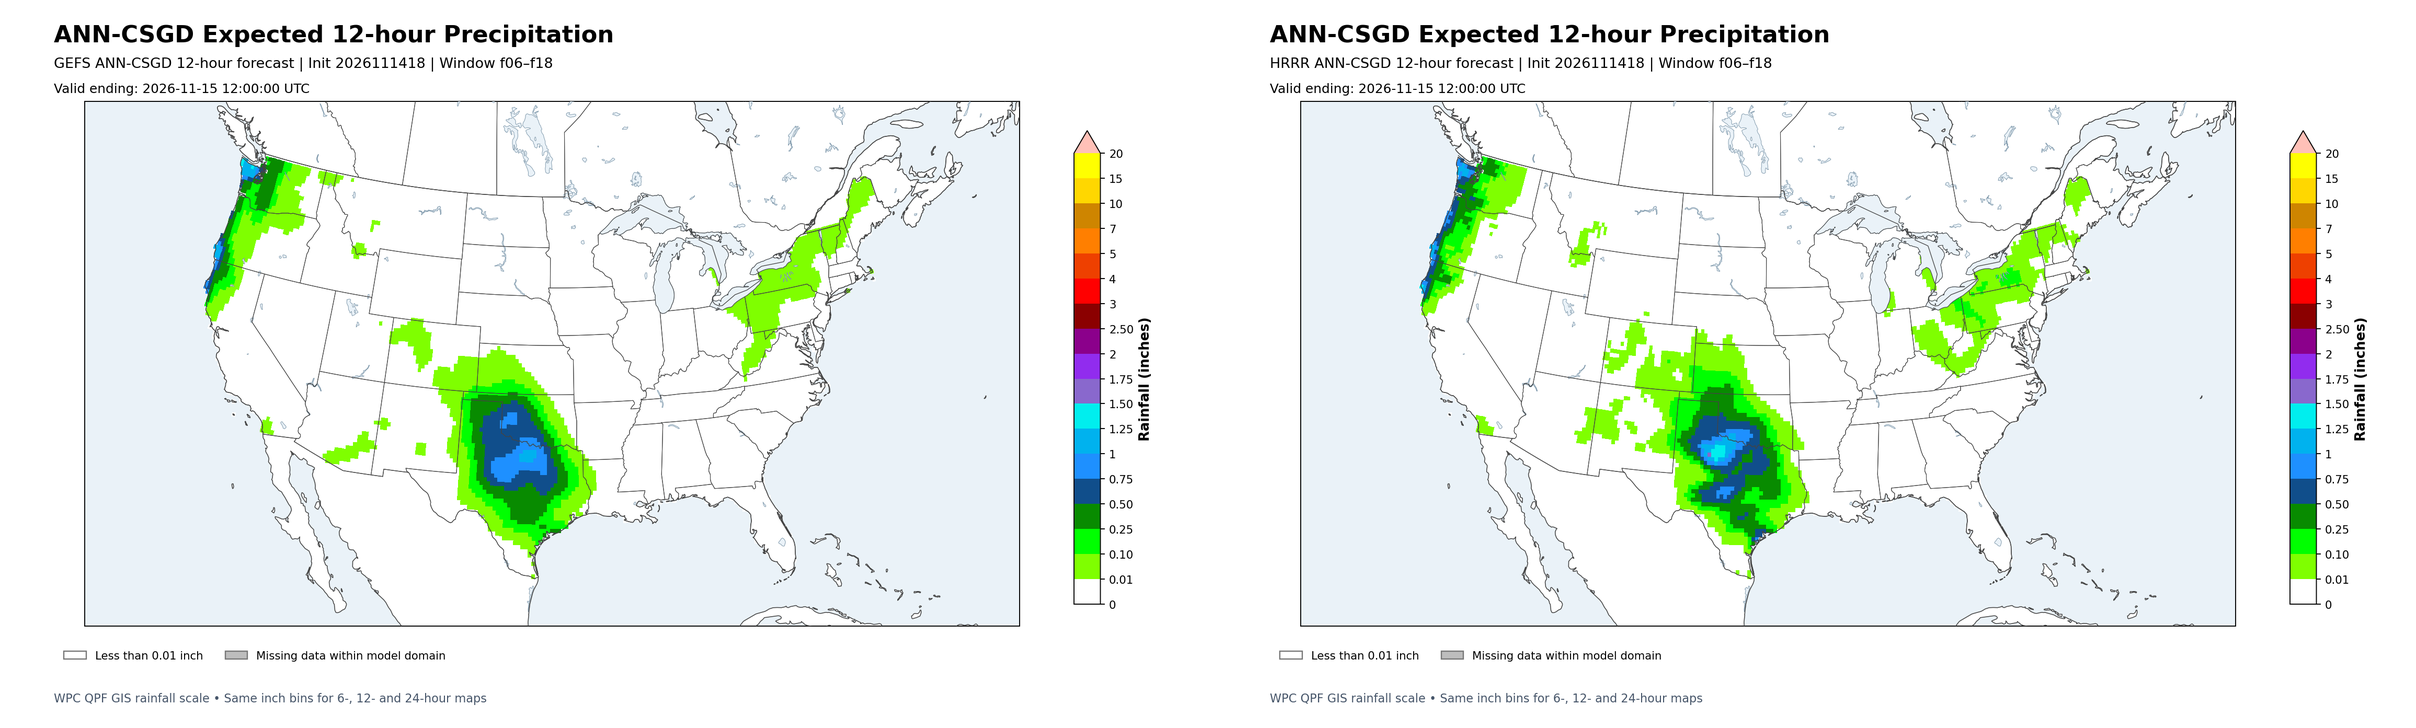 ANN-CSGD Expected 12-hour Precipitation
GEFS ANN-CSGD 12-hour forecast | Init 2026111418 | Window f06–f18
Valid ending: 2026-11-15 12:00:00 UTC
20
15
10
7
5
4
3
2.50
2
1.75
1.50
1.25
1
0.75
0.50
0.25
0.10
0.01
0
Rainfall (inches)
Less than 0.01 inch
Missing data within model domain
WPC QPF GIS rainfall scale • Same inch bins for 6-, 12- and 24-hour maps
ANN-CSGD Expected 12-hour Precipitation
HRRR ANN-CSGD 12-hour forecast | Init 2026111418 | Window f06–f18
Valid ending: 2026-11-15 12:00:00 UTC
20
15
10
7
5
4
3
2.50
2
1.75
1.50
1.25
1
0.75
0.50
0.25
0.10
0.01
0
Rainfall (inches)
Less than 0.01 inch
Missing data within model domain
WPC QPF GIS rainfall scale • Same inch bins for 6-, 12- and 24-hour maps